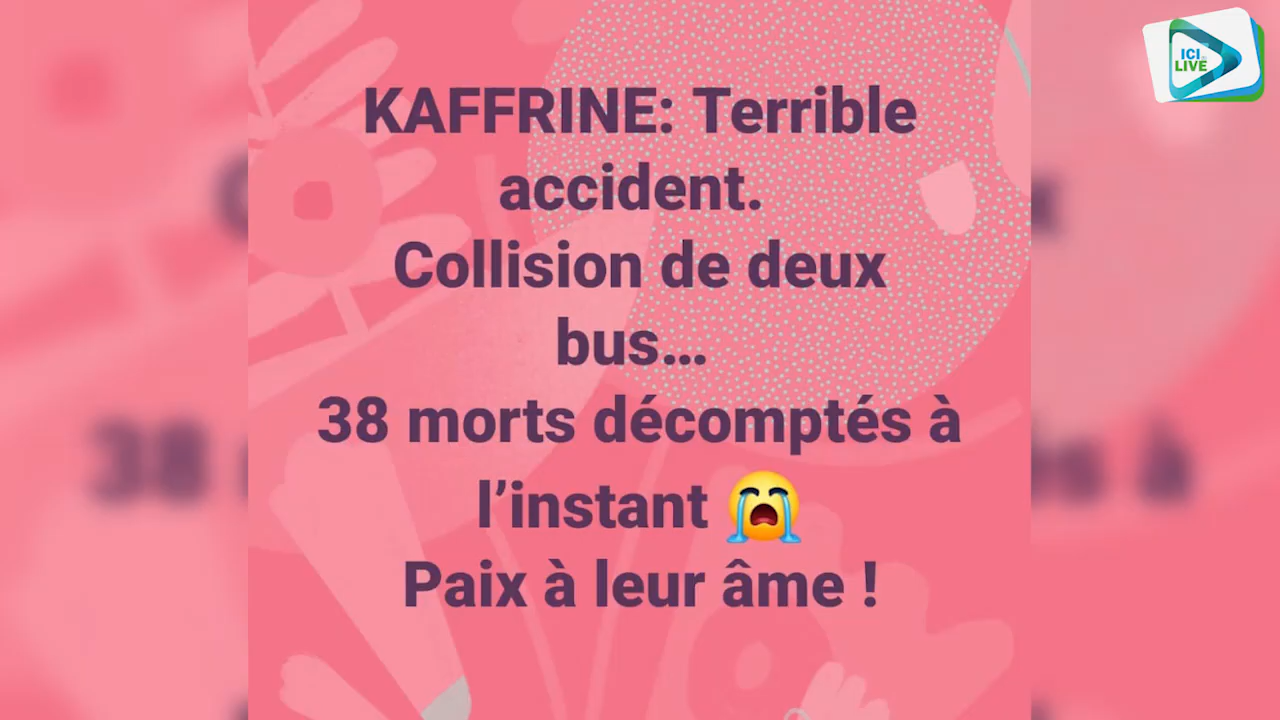 ICI
LIVE
KAFFRINE: Terrible
accident.
Collision de deux
bus...
38 morts décomptés à
l’instant 😭
Paix à leur âme !